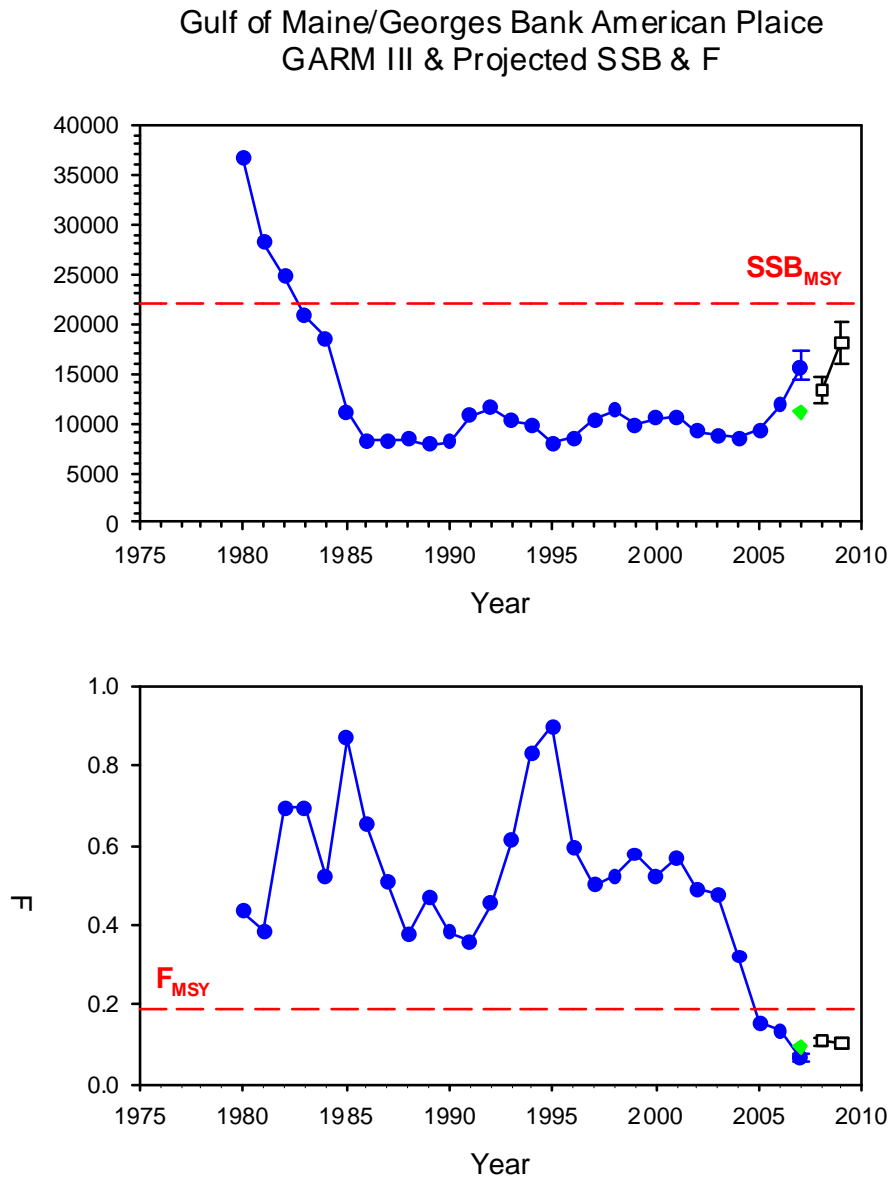 Gulf of Maine/Georges Bank American Plaice
GARM III & Projected SSB & F
40000
35000
30000
25000
20000
15000
10000
5000
0
SSB_MSY
1975 1980 1985 1990 1995 2000 2005 2010
Year
1.0
0.8
0.6
0.4
0.2
0.0
F
F_MSY
1975 1980 1985 1990 1995 2000 2005 2010
Year